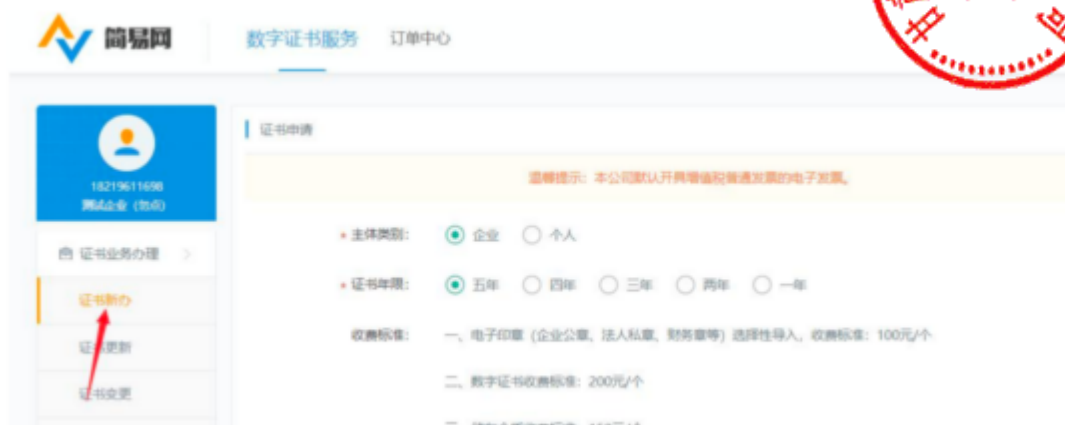 简易网 数字证书服务 订单中心
证书申请
温馨提示：本公司默认开具增值税普通发票的电子发票。
18219611698
测试企业（勿点）
* 主体类别： 企业 个人
证书业务办理
* 证书年限： 五年 四年 三年 两年 一年
证书新办
收费标准： 一、电子印章（企业公章、法人私章、财务章等）选择性导入，收费标准：100元/个
证书更新
二、数字证书收费标准：200元/个
证书变更